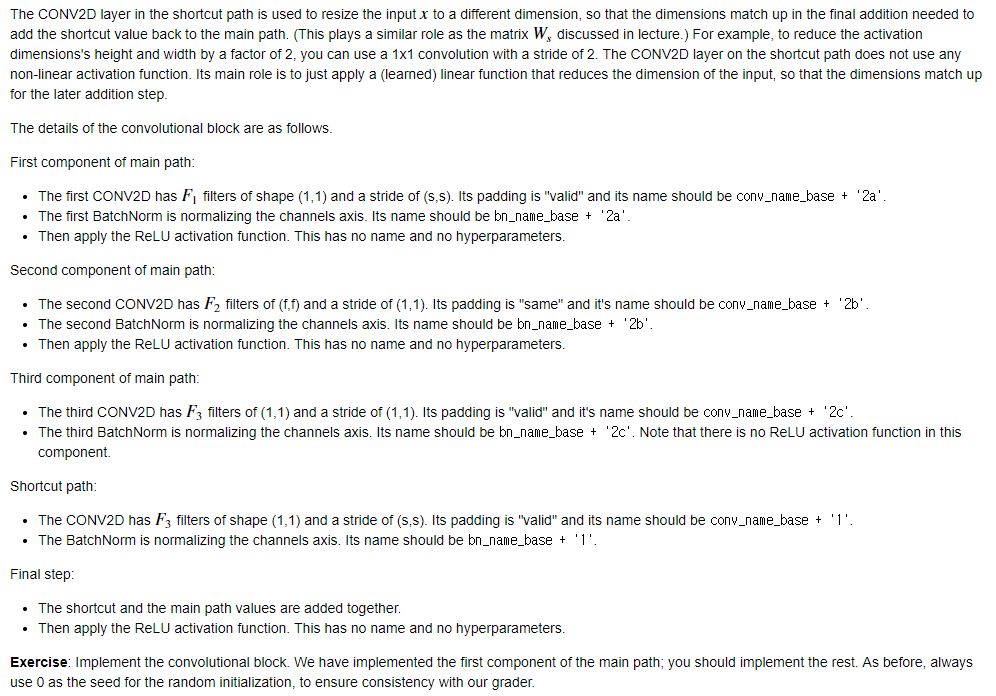 The CONV2D layer in the shortcut path is used to resize the input x to a different dimension, so that the dimensions match up in the final addition needed to
add the shortcut value back to the main path. (This plays a similar role as the matrix Ws discussed in lecture.) For example, to reduce the activation
dimensions's height and width by a factor of 2, you can use a 1x1 convolution with a stride of 2. The CONV2D layer on the shortcut path does not use any
non-linear activation function. Its main role is to just apply a (learned) linear function that reduces the dimension of the input, so that the dimensions match up
for the later addition step.
The details of the convolutional block are as follows.
First component of main path:
• The first CONV2D has F1 filters of shape (1,1) and a stride of (s,s). Its padding is "valid" and its name should be conv_name_base + '2a'.
• The first BatchNorm is normalizing the channels axis. Its name should be bn_name_base + '2a'.
• Then apply the ReLU activation function. This has no name and no hyperparameters.
Second component of main path:
• The second CONV2D has F2 filters of (f,f) and a stride of (1,1). Its padding is "same" and it's name should be conv_name_base + '2b'.
• The second BatchNorm is normalizing the channels axis. Its name should be bn_name_base + '2b'.
• Then apply the ReLU activation function. This has no name and no hyperparameters.
Third component of main path:
• The third CONV2D has F3 filters of (1,1) and a stride of (1,1). Its padding is "valid" and it's name should be conv_name_base + '2c'.
• The third BatchNorm is normalizing the channels axis. Its name should be bn_name_base + '2c'. Note that there is no ReLU activation function in this
component.
Shortcut path:
• The CONV2D has F3 filters of shape (1,1) and a stride of (s,s). Its padding is "valid" and its name should be conv_name_base + '1'.
• The BatchNorm is normalizing the channels axis. Its name should be bn_name_base + '1'.
Final step:
• The shortcut and the main path values are added together.
• Then apply the ReLU activation function. This has no name and no hyperparameters.
Exercise: Implement the convolutional block. We have implemented the first component of the main path; you should implement the rest. As before, always
use 0 as the seed for the random initialization, to ensure consistency with our grader.